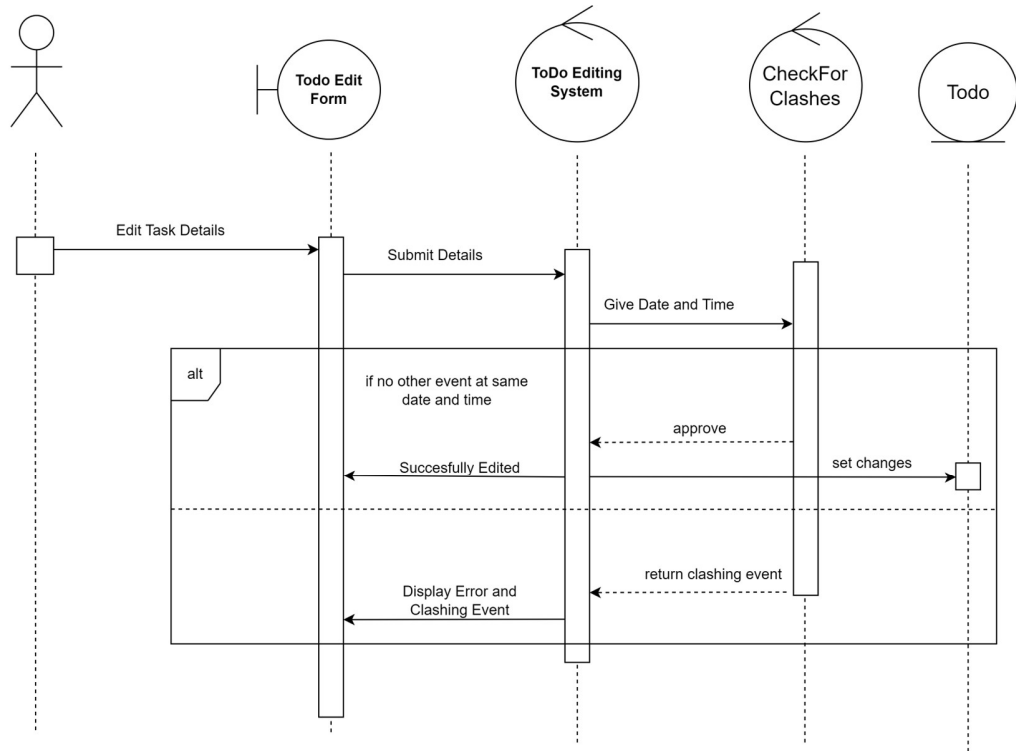 Todo Edit
Form
ToDo Editing
System
CheckFor
Clashes
Todo
Edit Task Details
Submit Details
Give Date and Time
alt
if no other event at same
date and time
approve
Succesfully Edited
set changes
return clashing event
Display Error and
Clashing Event